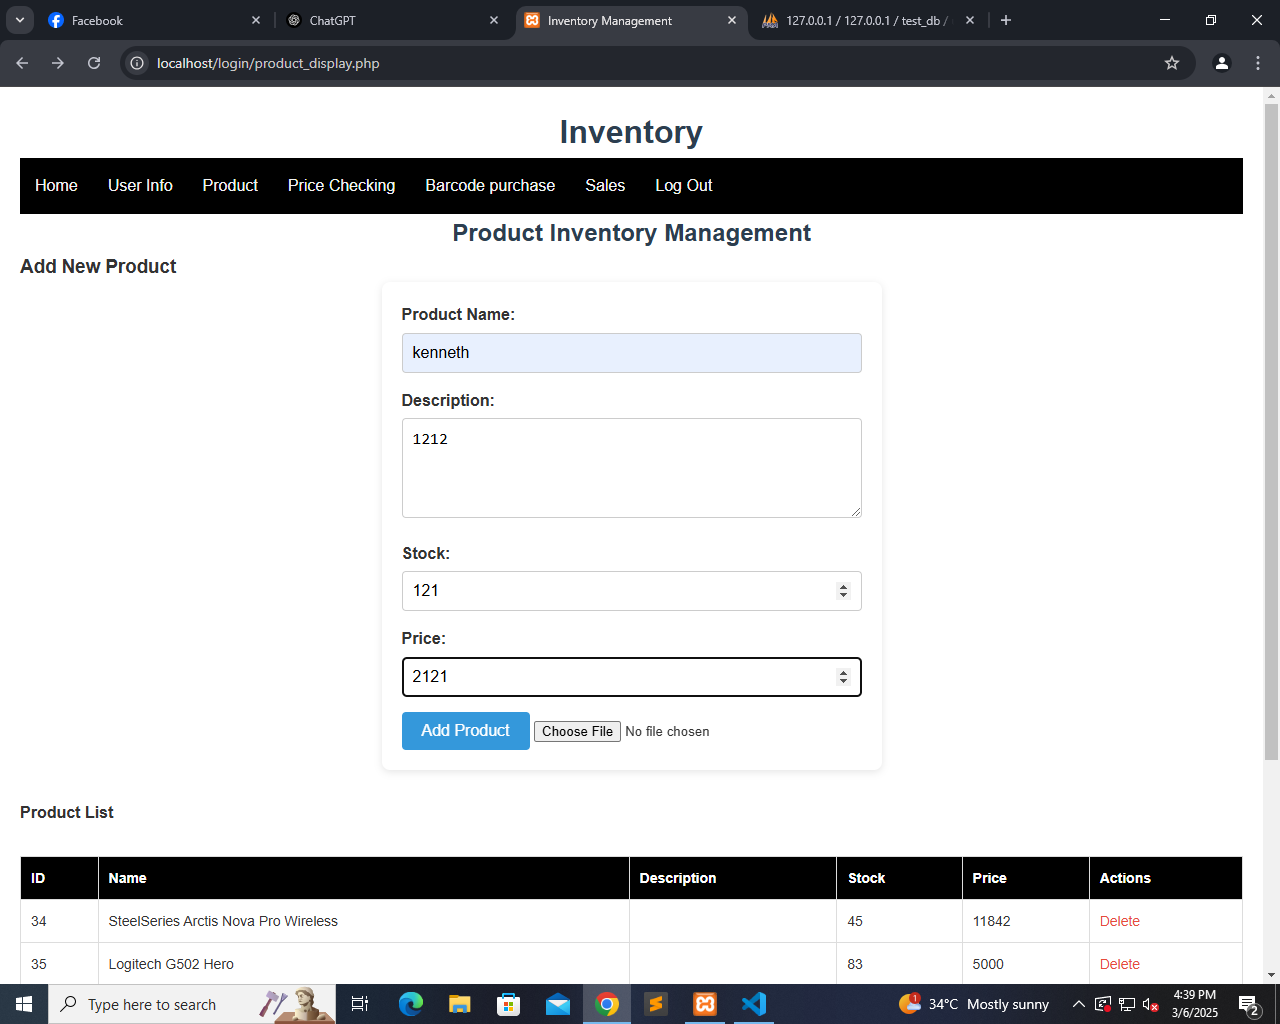 Facebook
ChatGPT
Inventory Management
127.0.0.1 / 127.0.0.1 / test_db /
localhost/login/product_display.php
Inventory
Home User Info Product Price Checking Barcode purchase Sales Log Out
Product Inventory Management
Add New Product
Product Name:
kenneth
Description:
1212
Stock:
121
Price:
2121
Add Product Choose File No file chosen
Product List
ID Name Description Stock Price Actions
34 SteelSeries Arctis Nova Pro Wireless 45 11842 Delete
35 Logitech G502 Hero 83 5000 Delete
Type here to search
1
34°C Mostly sunny
4:39 PM
3/6/2025
2